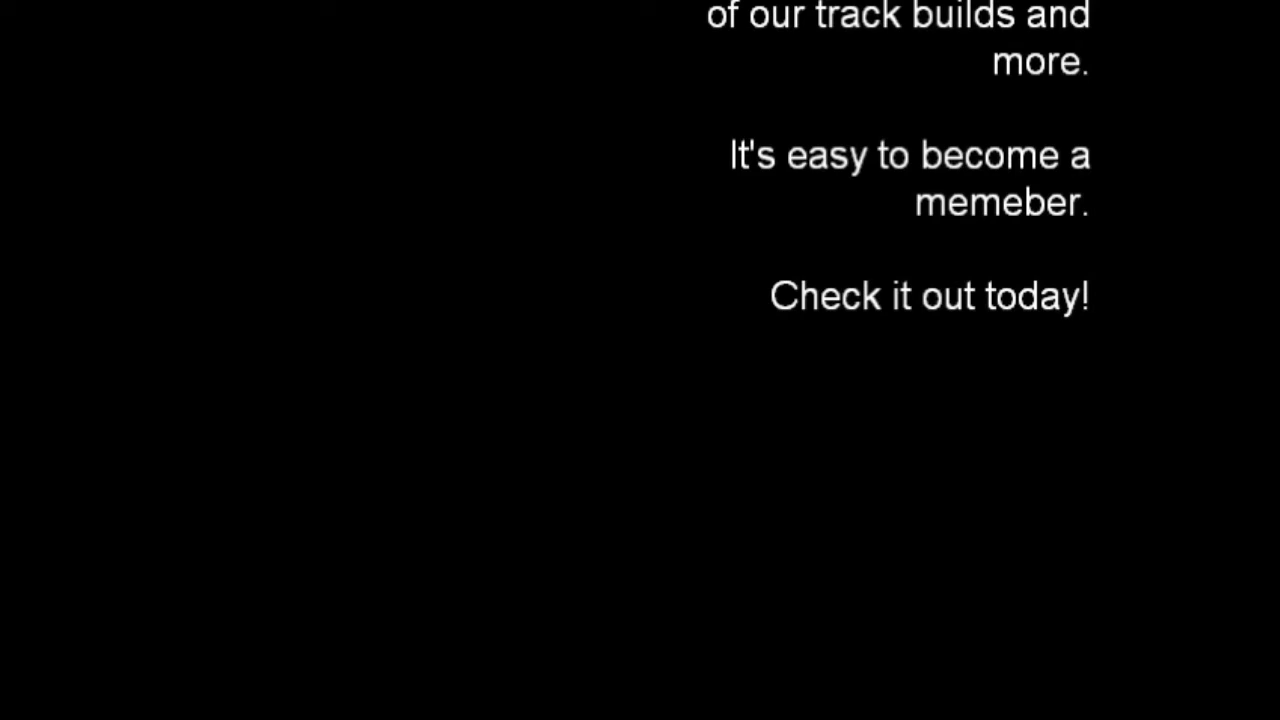 of our track builds and
more.
It's easy to become a
memeber.
Check it out today!